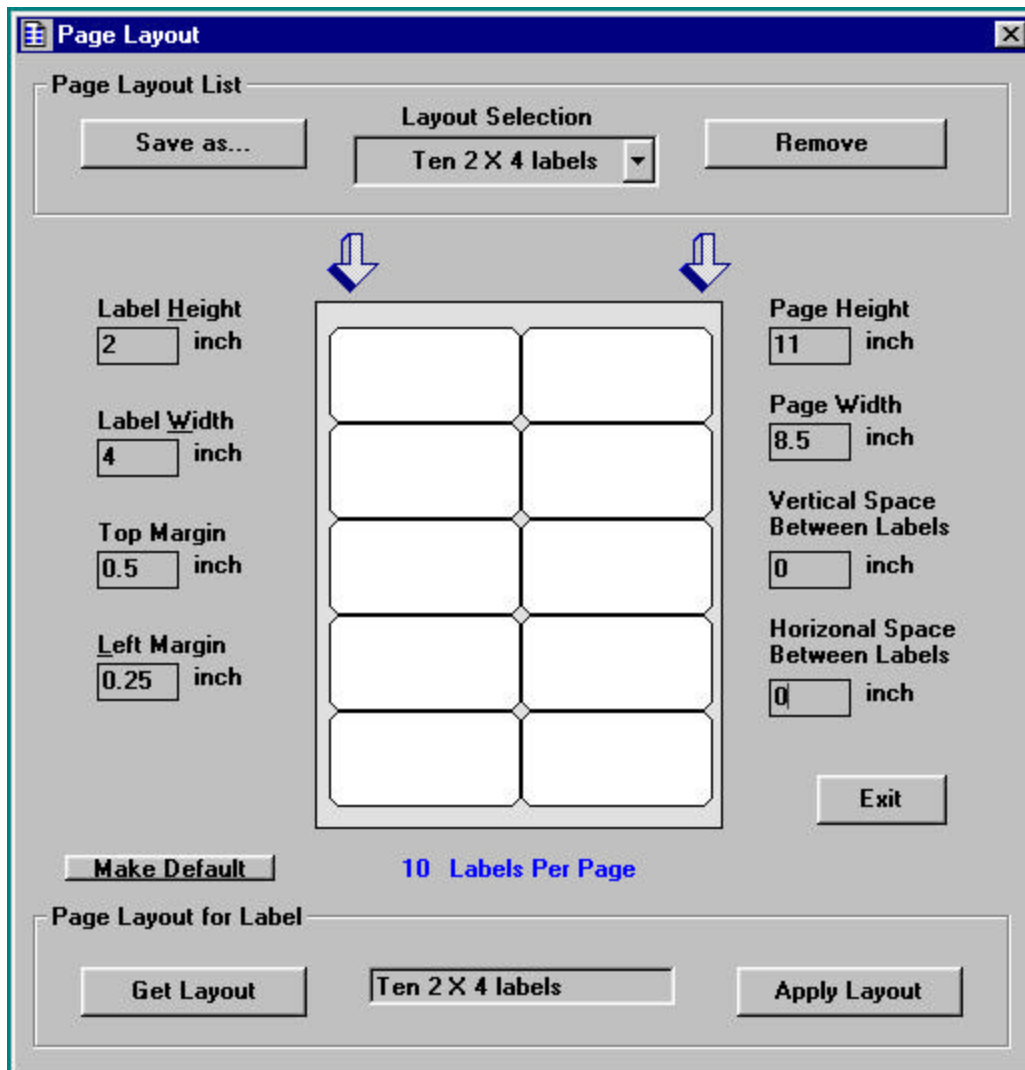 Page Layout
Page Layout List
Save as...
Layout Selection
Ten 2 X 4 labels
Remove
Label Height
2 inch
Label Width
4 inch
Top Margin
0.5 inch
Left Margin
0.25 inch
Page Height
11 inch
Page Width
8.5 inch
Vertical Space
Between Labels
0 inch
Horizonal Space
Between Labels
0 inch
Exit
Make Default
10 Labels Per Page
Page Layout for Label
Get Layout
Ten 2 X 4 labels
Apply Layout